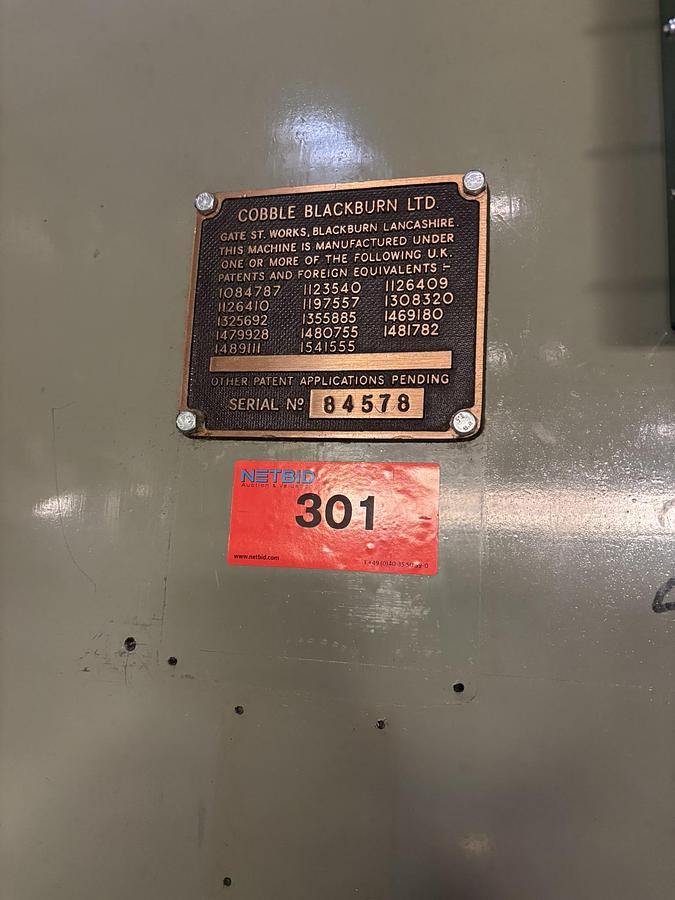 COBBLE BLACKBURN LTD.
GATE ST. WORKS, BLACKBURN LANCASHIRE.
THIS MACHINE IS MANUFACTURED UNDER
ONE OR MORE OF THE FOLLOWING U.K.
PATENTS AND FOREIGN EQUIVALENTS :-
1084787 1123540 1126409
1126410 1197557 1308320
1325692 1355885 1469180
1479928 1480755 1481782
1489111 1541555
OTHER PATENT APPLICATIONS PENDING
SERIAL Nº 84578
NETBID
Auction &
301
www.netbid.com